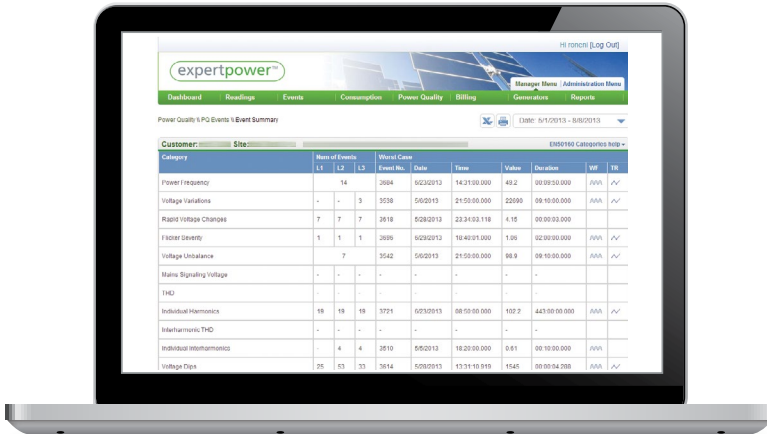 Hi roneni [Log Out]
expertpower™
Manager Menu | Administration Menu
Dashboard Readings Events Consumption Power Quality Billing Generators Reports
Power Quality \ PQ Events \ Event Summary
Date: 5/1/2013 - 8/8/2013
Customer: Site: EN50160 Categories help
Category Num of Events Worst Case
L1 L2 L3 Event No. Date Time Value Duration WF TR
Power Frequency 14 3684 6/23/2013 14:31:00.000 49.2 00:09:50.000
Voltage Variations - - 3 3538 5/6/2013 21:50:00.000 22690 09:10:00.000
Rapid Voltage Changes 7 7 7 3618 5/28/2013 23:34:03.118 4.15 00:00:03.000
Flicker Severity 1 1 1 3686 6/29/2013 18:40:01.000 1.06 02:00:00.000
Voltage Unbalance 7 3542 5/6/2013 21:50:00.000 98.9 09:10:00.000
Mains Signaling Voltage - - - - - - - -
THD - - - - - - - -
Individual Harmonics 19 19 19 3721 6/23/2013 08:50:00.000 102.2 443:00:00.000
Interharmonic THD - - - - - - - -
Individual Interharmonics - 4 4 3510 5/5/2013 18:20:00.000 0.61 00:10:00.000
Voltage Dips 25 53 33 3614 5/28/2013 13:31:10.919 1545 00:00:04.288